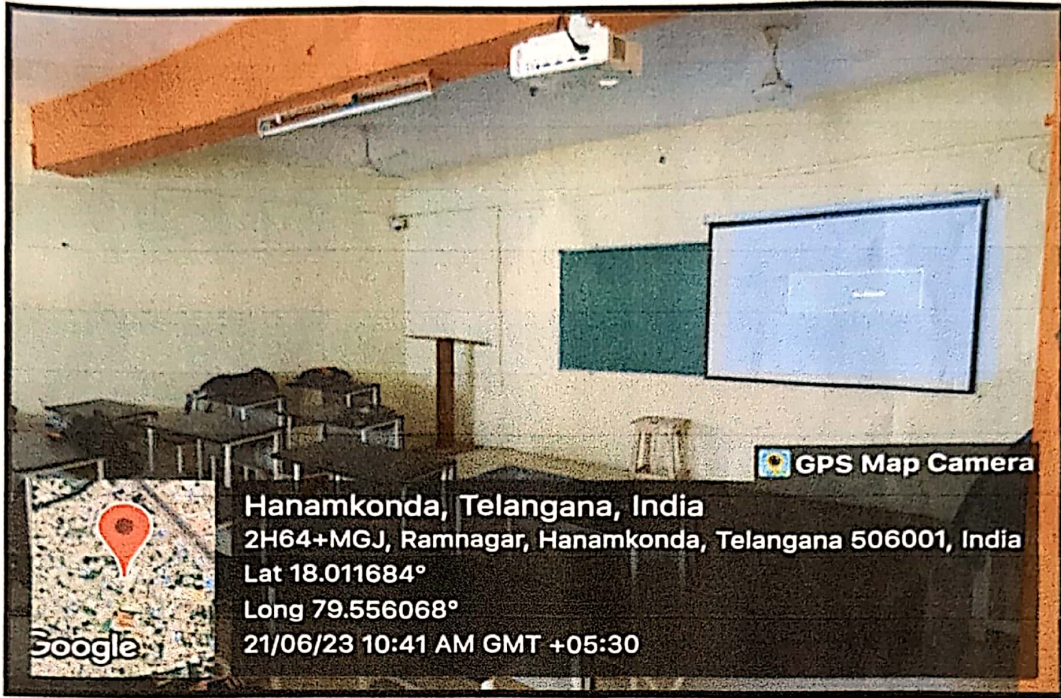 GPS Map Camera
Hanamkonda, Telangana, India
2H64+MGJ, Ramnagar, Hanamkonda, Telangana 506001, India
Lat 18.011684°
Long 79.556068°
21/06/23 10:41 AM GMT +05:30
Google